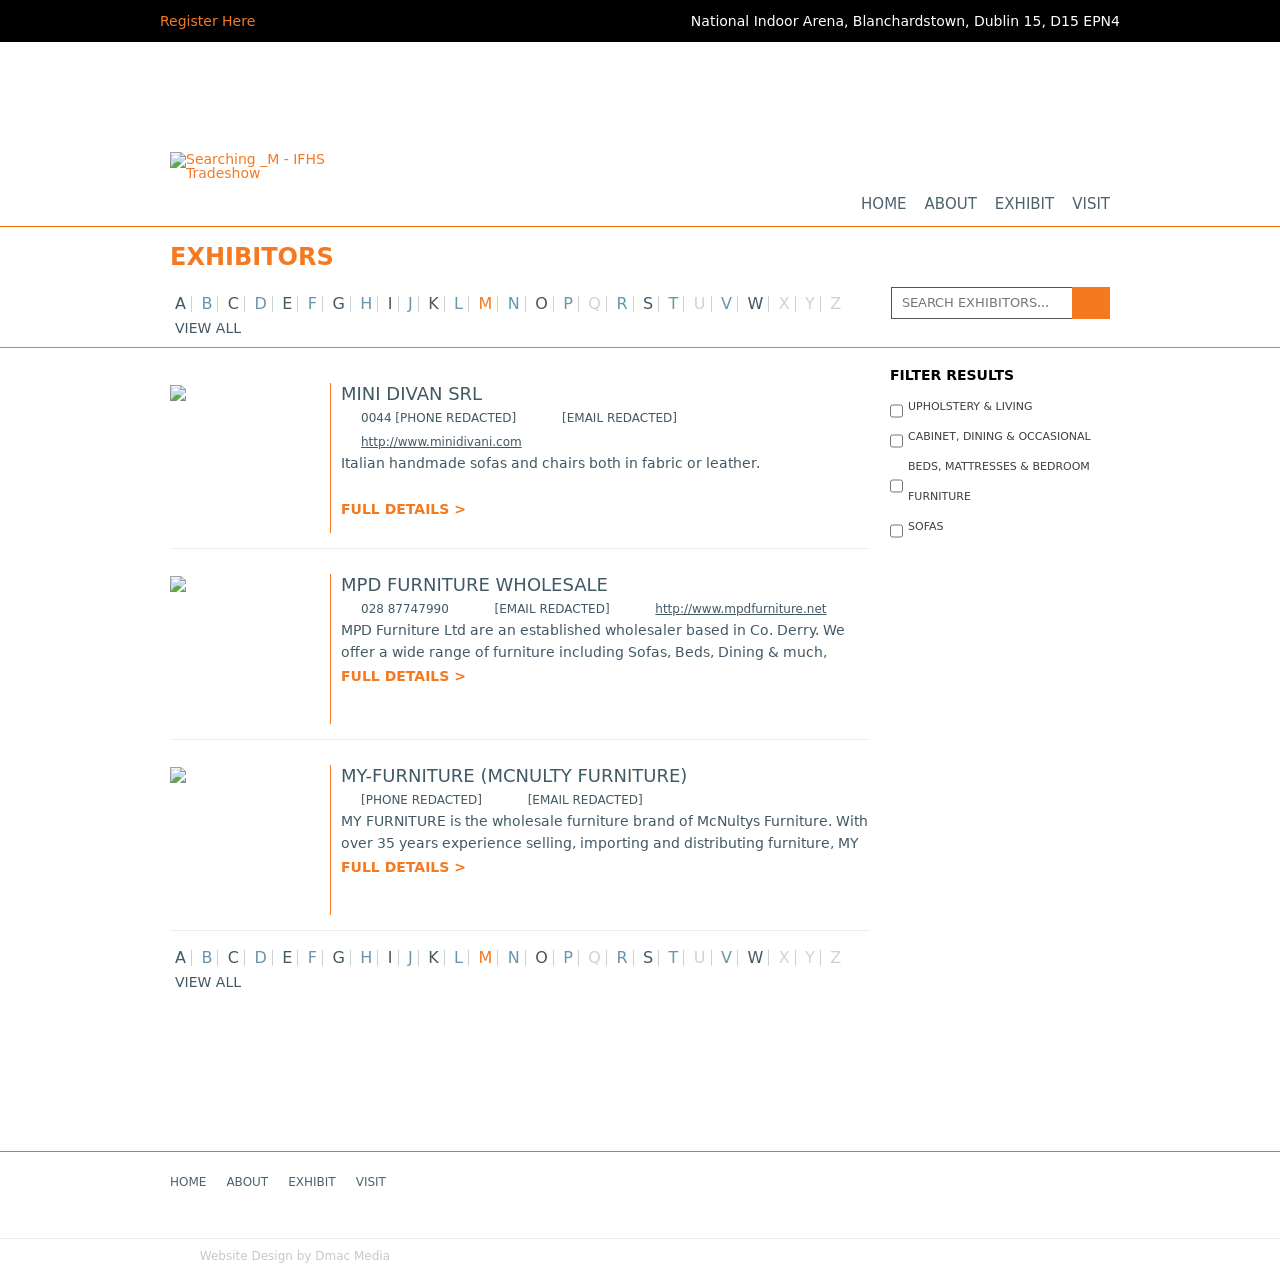 Register Here
National Indoor Arena, Blanchardstown, Dublin 15, D15 EPN4
Searching _M - IFHS
Tradeshow
HOME ABOUT EXHIBIT VISIT
EXHIBITORS
A B C D E F G H I J K L M N O P Q R S T U V W X Y Z
VIEW ALL
SEARCH EXHIBITORS...
MINI DIVAN SRL
0044 [PHONE REDACTED] [EMAIL REDACTED]
http://www.minidivani.com
Italian handmade sofas and chairs both in fabric or leather.
FULL DETAILS >
MPD FURNITURE WHOLESALE
028 87747990 [EMAIL REDACTED] http://www.mpdfurniture.net
MPD Furniture Ltd are an established wholesaler based in Co. Derry. We
offer a wide range of furniture including Sofas, Beds, Dining & much,
FULL DETAILS >
MY-FURNITURE (MCNULTY FURNITURE)
[PHONE REDACTED] [EMAIL REDACTED]
MY FURNITURE is the wholesale furniture brand of McNultys Furniture. With
over 35 years experience selling, importing and distributing furniture, MY
FULL DETAILS >
A B C D E F G H I J K L M N O P Q R S T U V W X Y Z
VIEW ALL
FILTER RESULTS
UPHOLSTERY & LIVING
CABINET, DINING & OCCASIONAL
BEDS, MATTRESSES & BEDROOM
FURNITURE
SOFAS
HOME ABOUT EXHIBIT VISIT
Website Design by Dmac Media